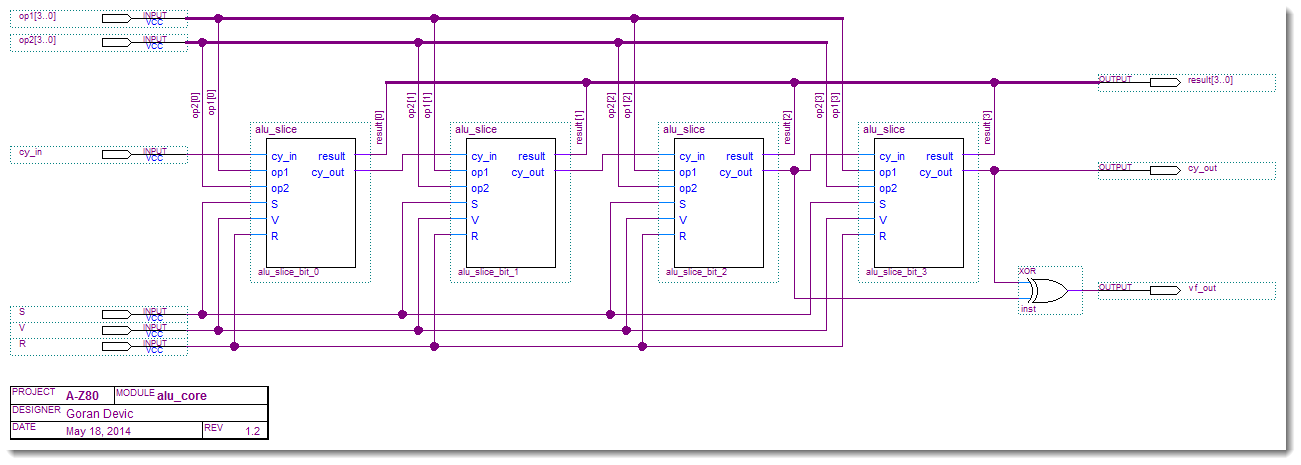 op1[3..0] INPUT VCC
op2[3..0] INPUT VCC
OUTPUT result[3..0]
op2[0] op1[0] result[0] op2[1] op1[1] result[1] op2[2] op1[2] result[2] op2[3] op1[3] result[3]
alu_slice alu_slice alu_slice alu_slice
cy_in INPUT VCC
cy_in result cy_in result cy_in result cy_in result
op1 cy_out op1 cy_out op1 cy_out op1 cy_out
OUTPUT cy_out
op2 op2 op2 op2
S S S S
V V V V
R R R R
alu_slice_bit_0 alu_slice_bit_1 alu_slice_bit_2 alu_slice_bit_3
XOR
OUTPUT vf_out
inst
S INPUT VCC
V INPUT VCC
R INPUT VCC
PROJECT A-Z80 MODULE alu_core
DESIGNER Goran Devic
DATE May 18, 2014 REV 1.2